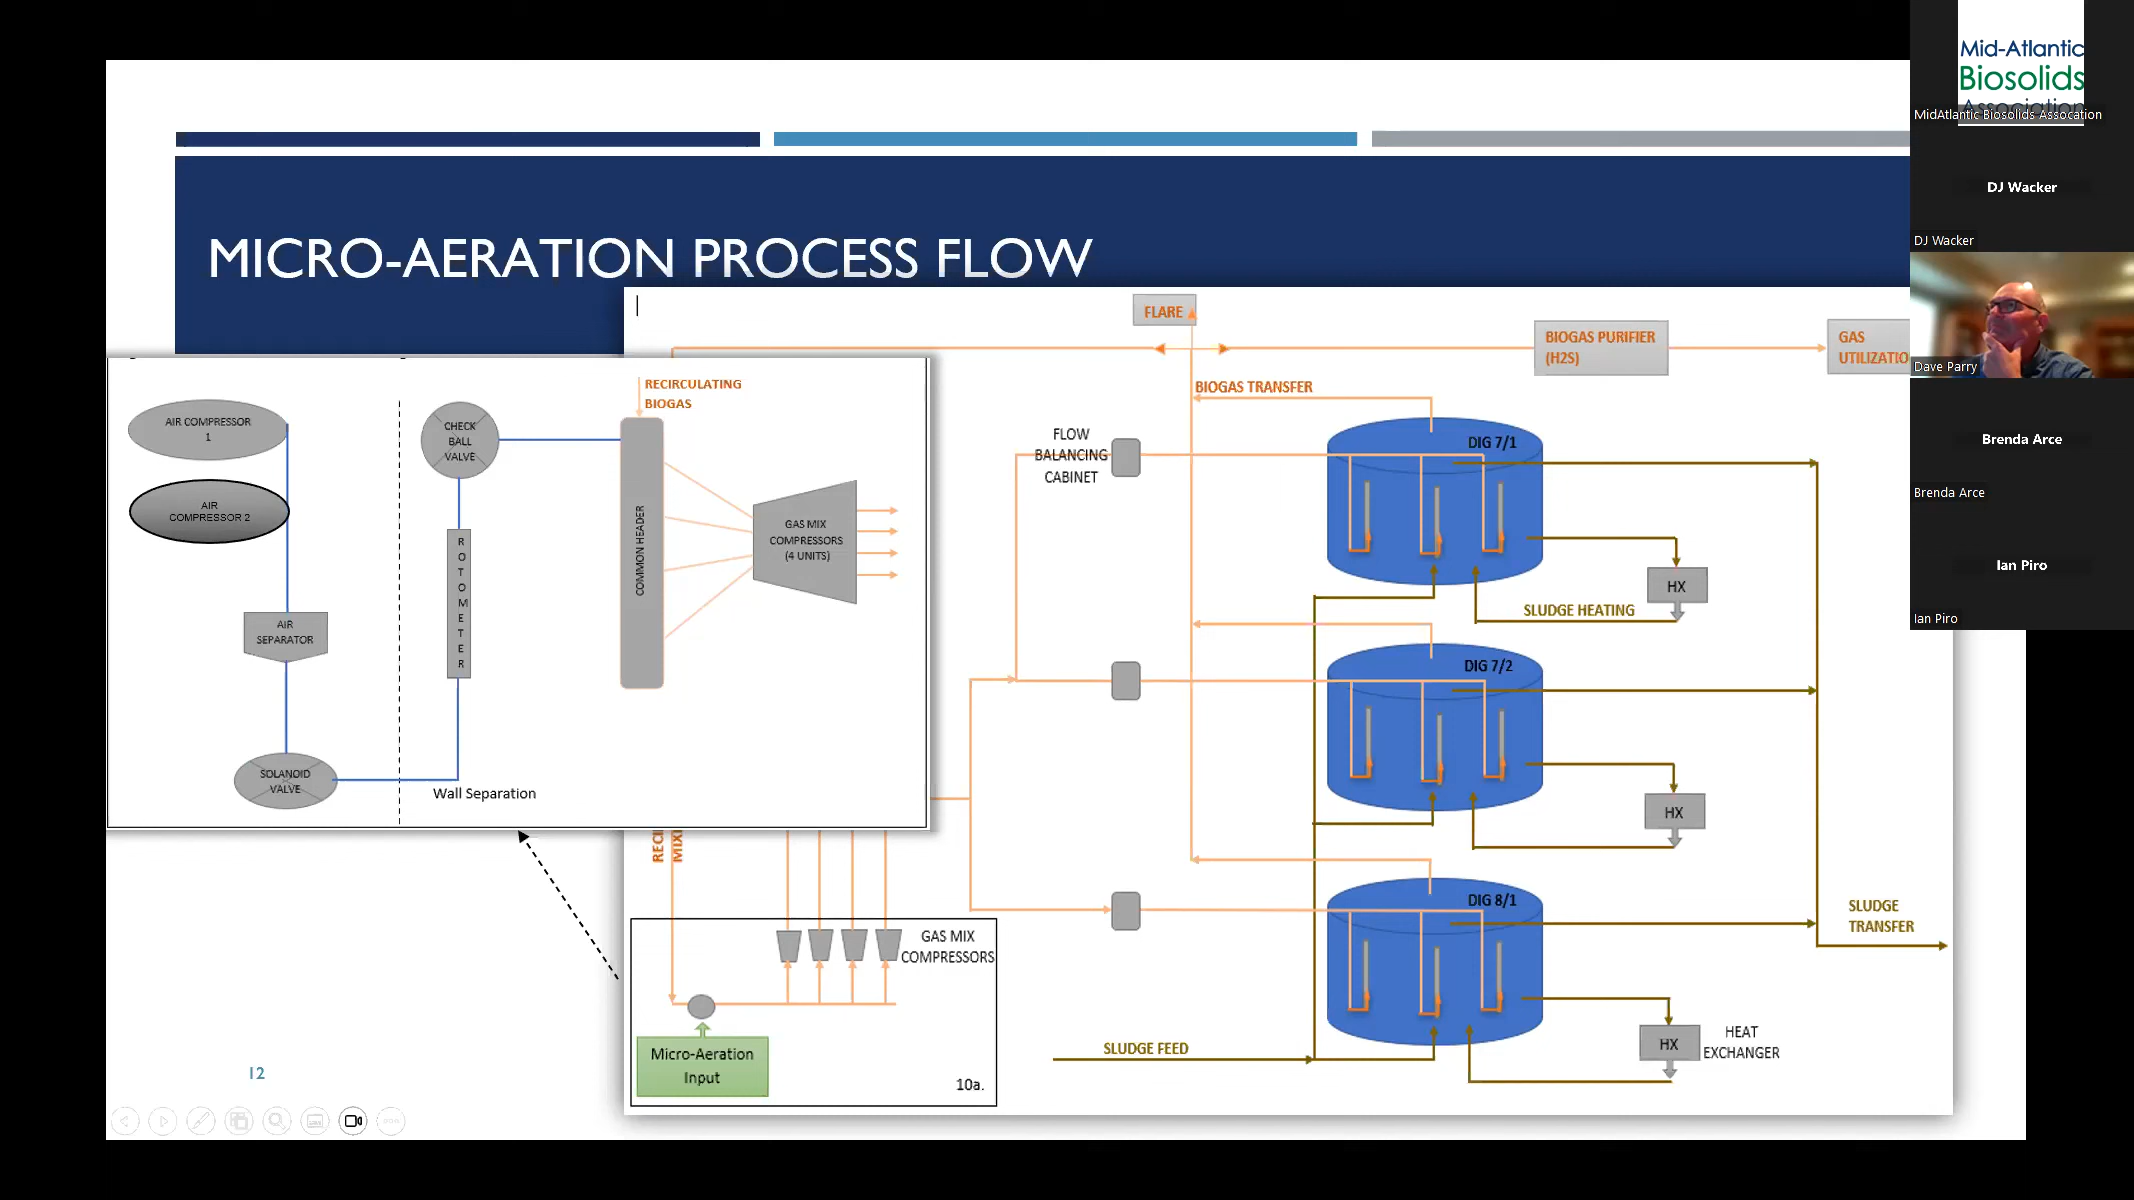 MICRO-AERATION PROCESS FLOW
AIR COMPRESSOR
1
AIR
COMPRESSOR 2
AIR
SEPARATOR
SOLANOID
VALVE
CHECK
BALL
VALVE
ROTOMETER
Wall Separation
RECIRCULATING
BIOGAS
COMMON HEADER
GAS MIX
COMPRESSORS
(4 UNITS)
FLARE
BIOGAS PURIFIER
(H2S)
GAS
UTILIZATIO
BIOGAS TRANSFER
FLOW
BALANCING
CABINET
DIG 7/1
HX
SLUDGE HEATING
DIG 7/2
HX
DIG 8/1
SLUDGE
TRANSFER
HX
HEAT
EXCHANGER
SLUDGE FEED
RECI
MIXI
GAS MIX
COMPRESSORS
Micro-Aeration
Input
10a.
12
Mid-Atlantic
Biosolids
Association
MidAtlantic Biosolids Assocation
DJ Wacker
DJ Wacker
Dave Parry
Brenda Arce
Brenda Arce
Ian Piro
Ian Piro